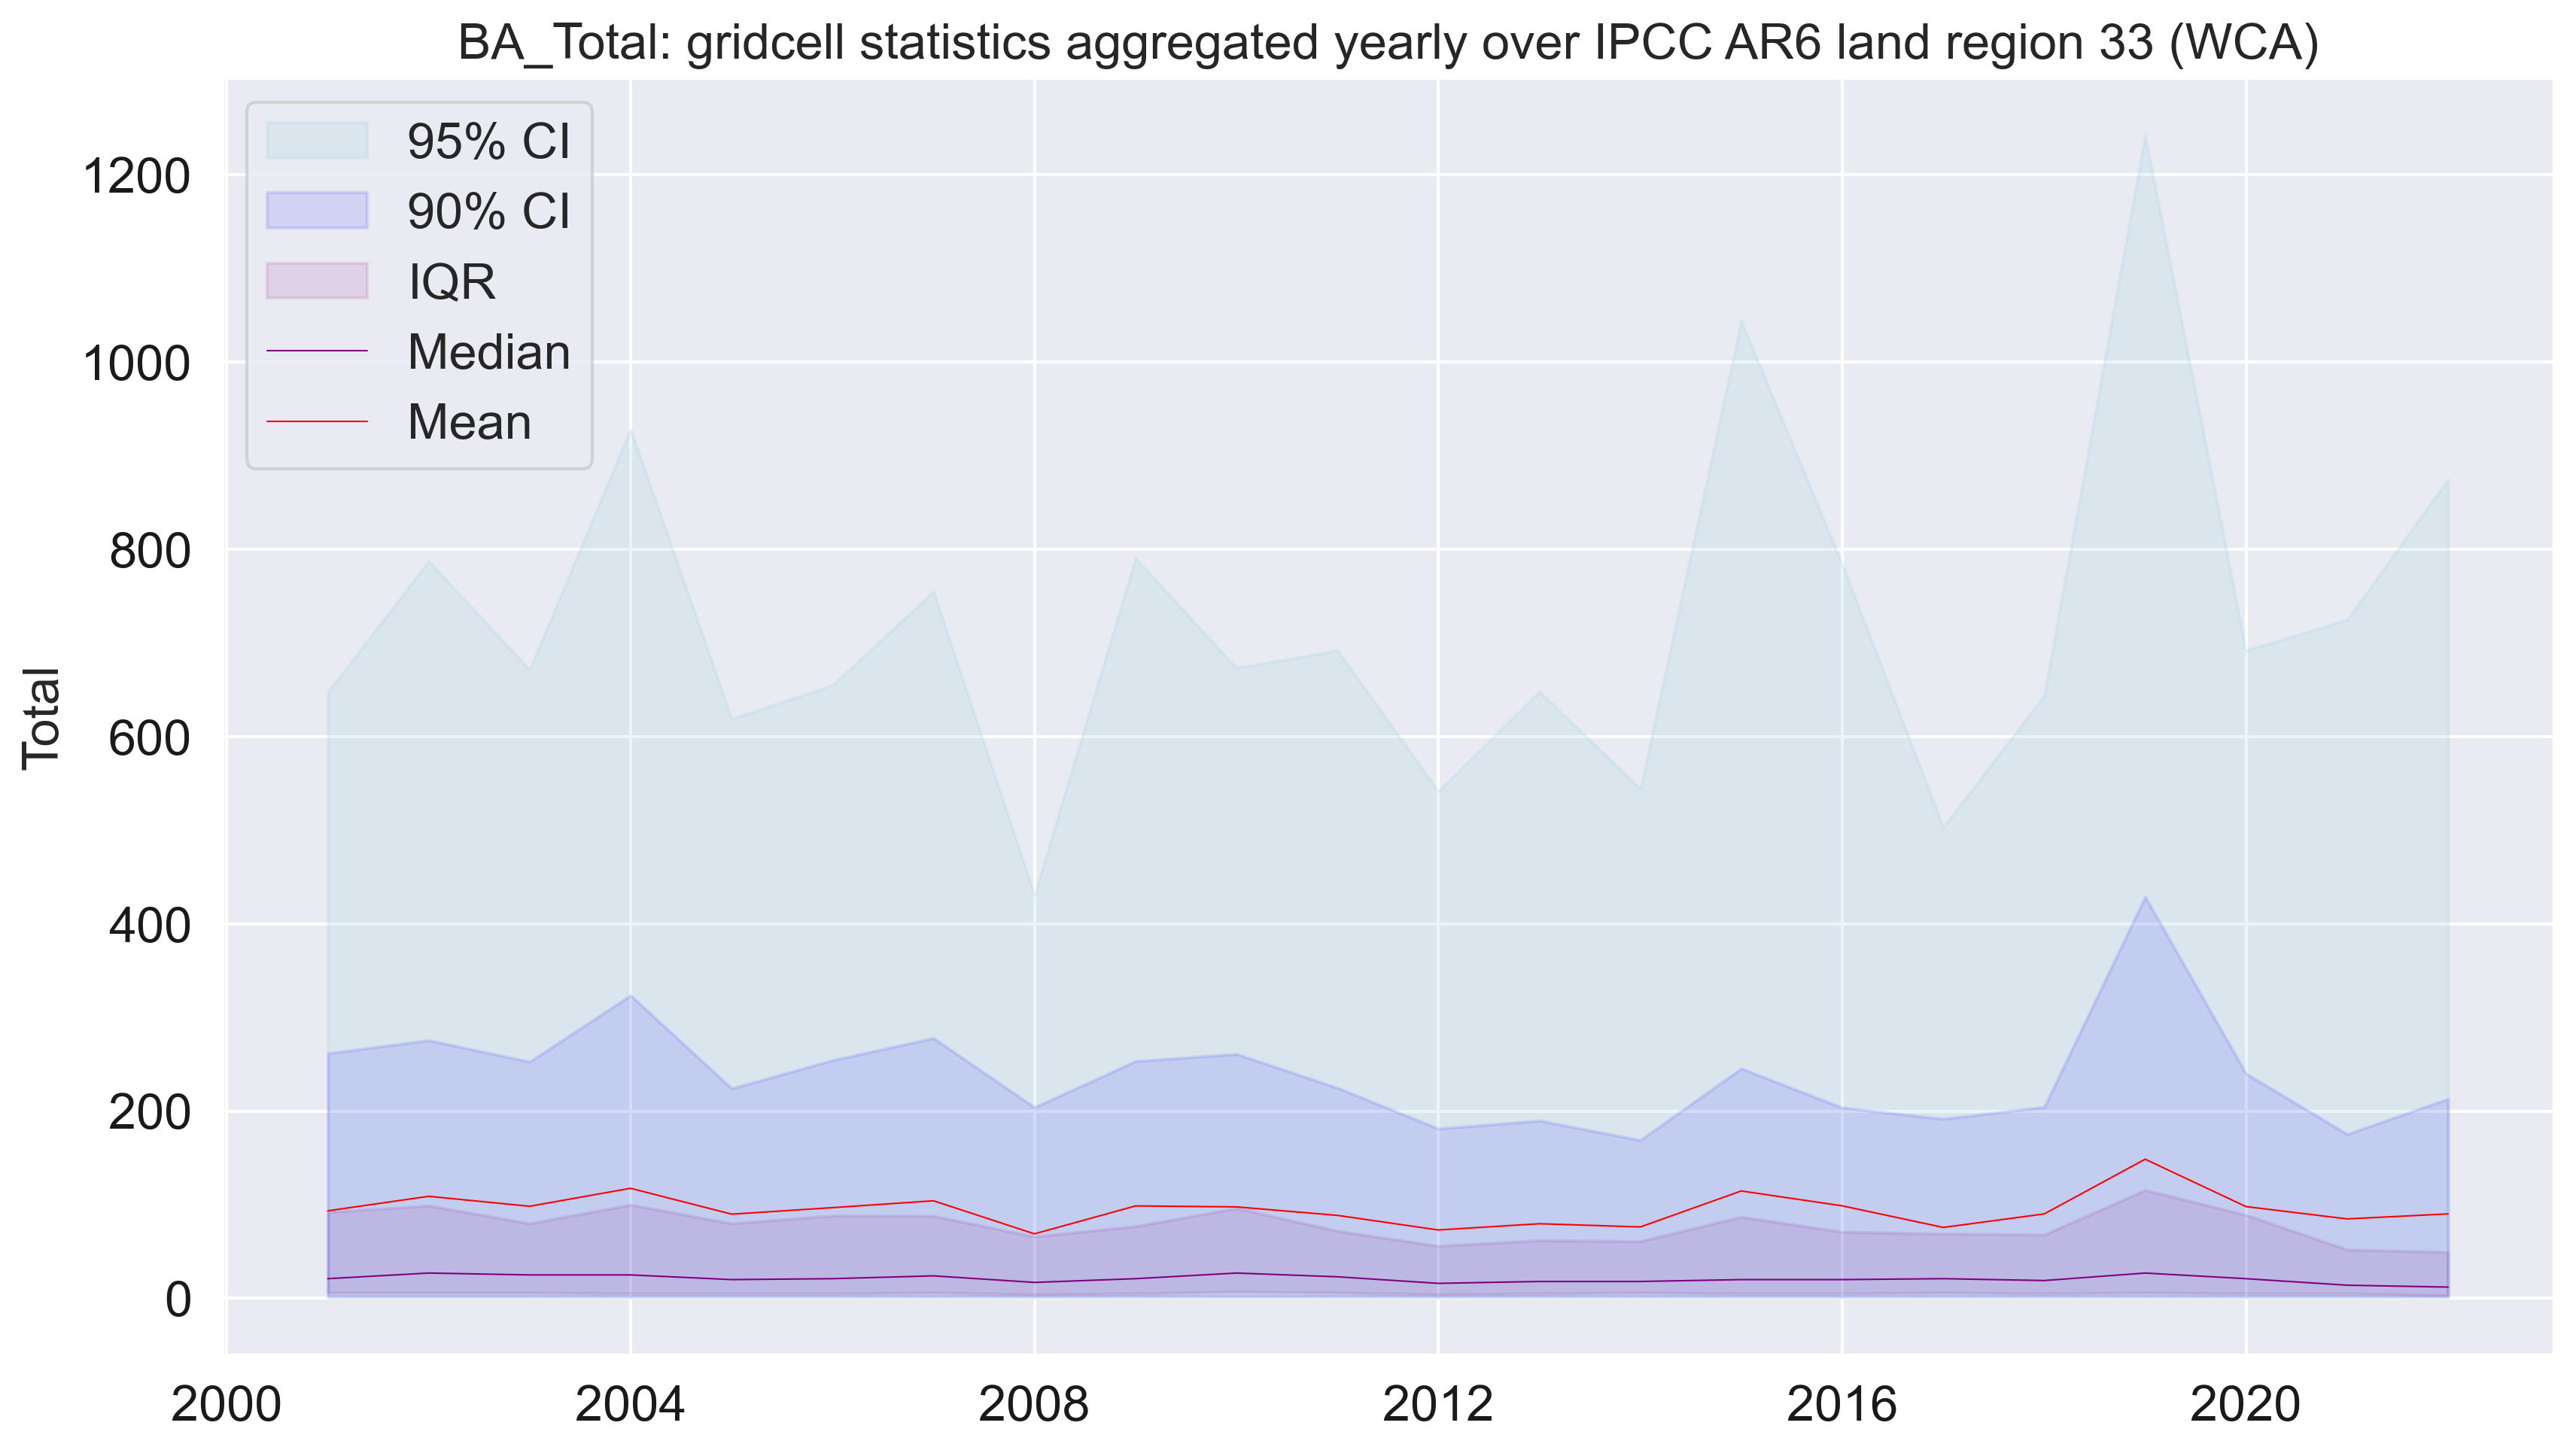 BA_Total: gridcell statistics aggregated yearly over IPCC AR6 land region 33 (WCA)
95% CI
90% CI
IQR
Median
Mean
Total
1200
1000
800
600
400
200
0
2000 2004 2008 2012 2016 2020